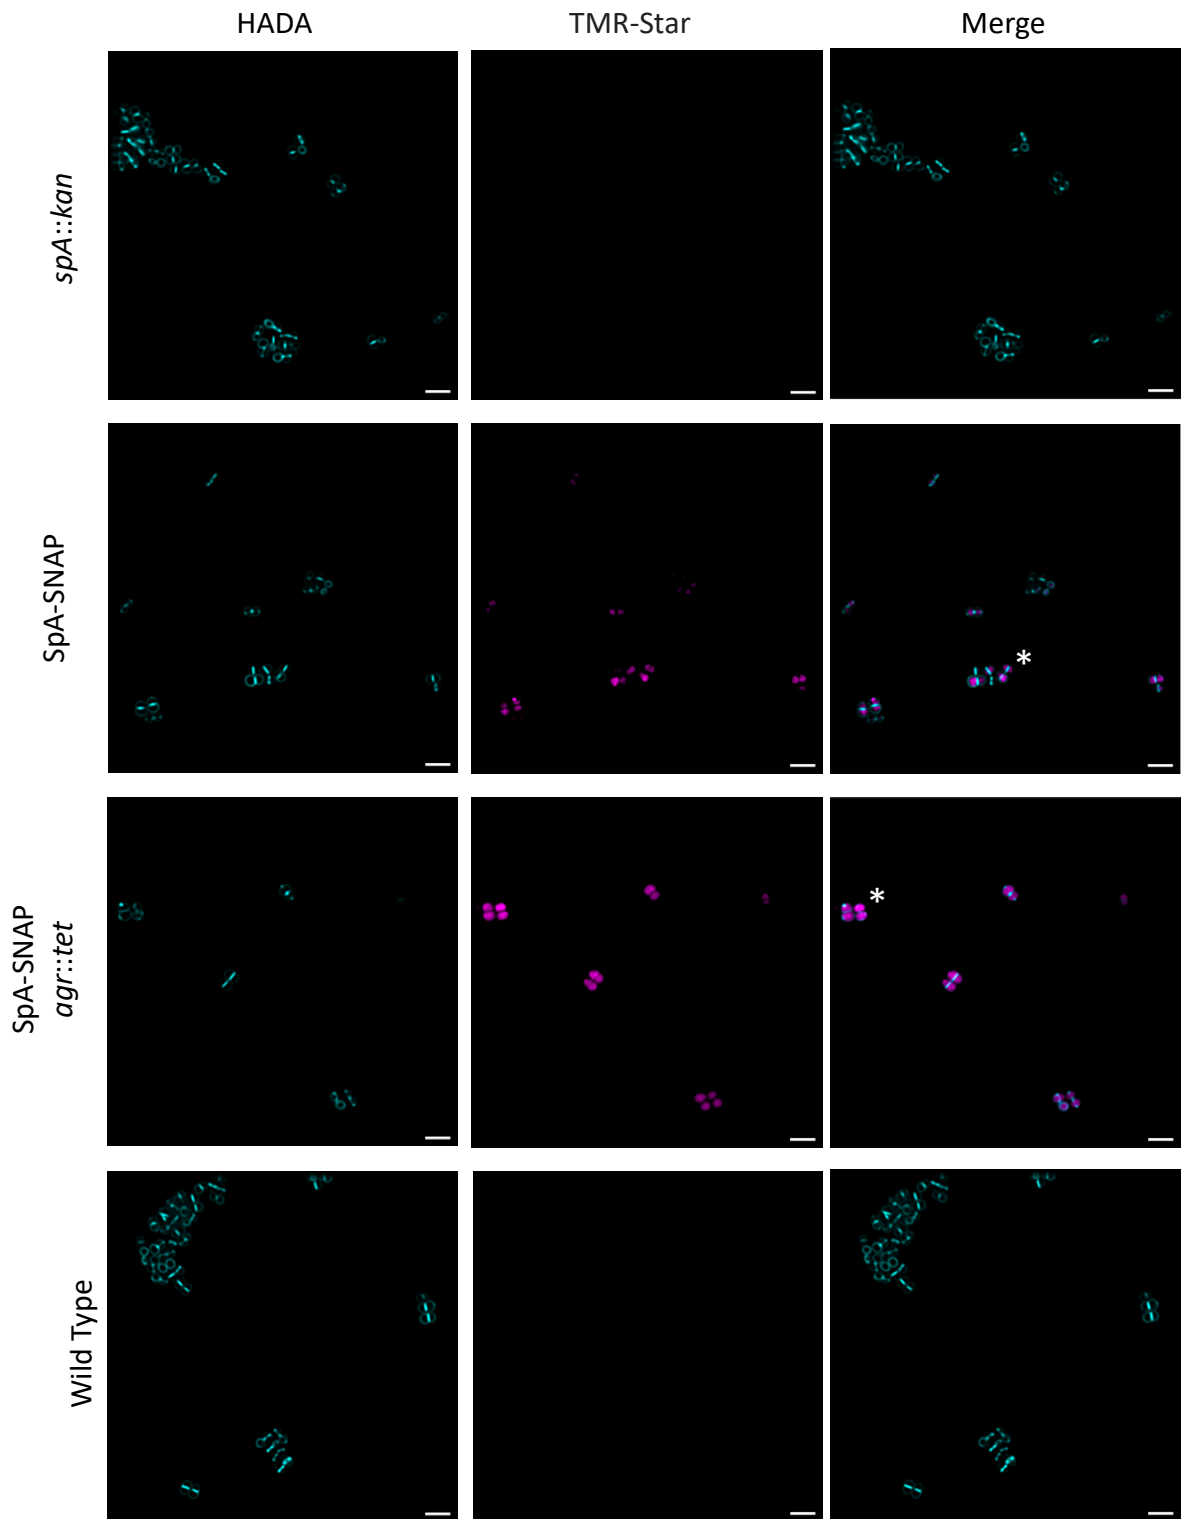 HADA
TMR-Star
Merge
spA::kan
SpA-SNAP
*
SpA-SNAP
agr::tet
*
Wild Type